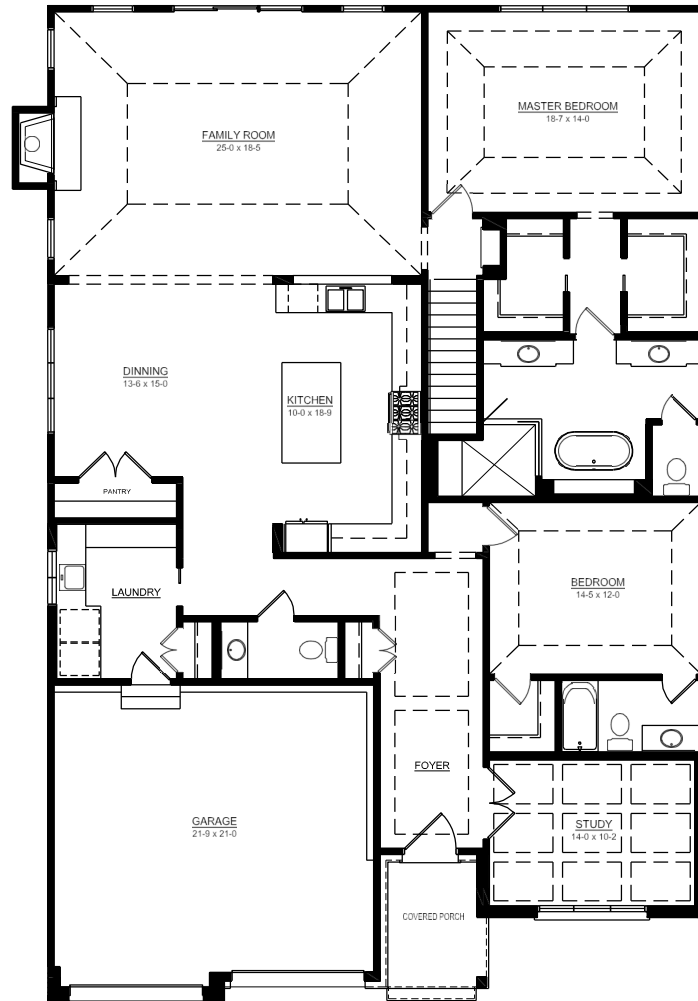 FAMILY ROOM
25-0 x 18-5
MASTER BEDROOM
18-7 x 14-0
DINNING
13-6 x 15-0
KITCHEN
10-0 x 18-9
PANTRY
LAUNDRY
BEDROOM
14-5 x 12-0
FOYER
GARAGE
21-9 x 21-0
STUDY
14-0 x 10-2
COVERED PORCH